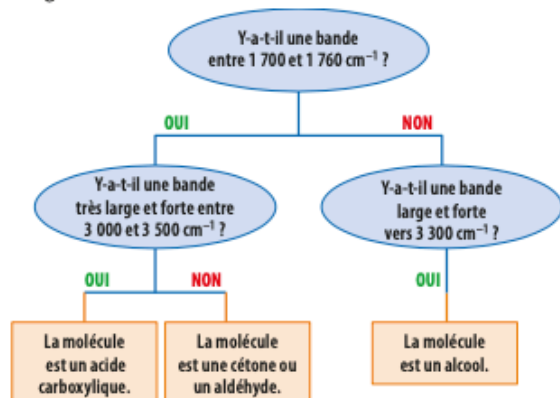 Y-a-t-il une bande
entre 1 700 et 1 760 cm⁻¹ ?
OUI
NON
Y-a-t-il une bande
très large et forte entre
3 000 et 3 500 cm⁻¹ ?
Y-a-t-il une bande
large et forte
vers 3 300 cm⁻¹ ?
OUI
NON
OUI
La molécule
est un acide
carboxylique.
La molécule
est une cétone ou
un aldéhyde.
La molécule
est un alcool.